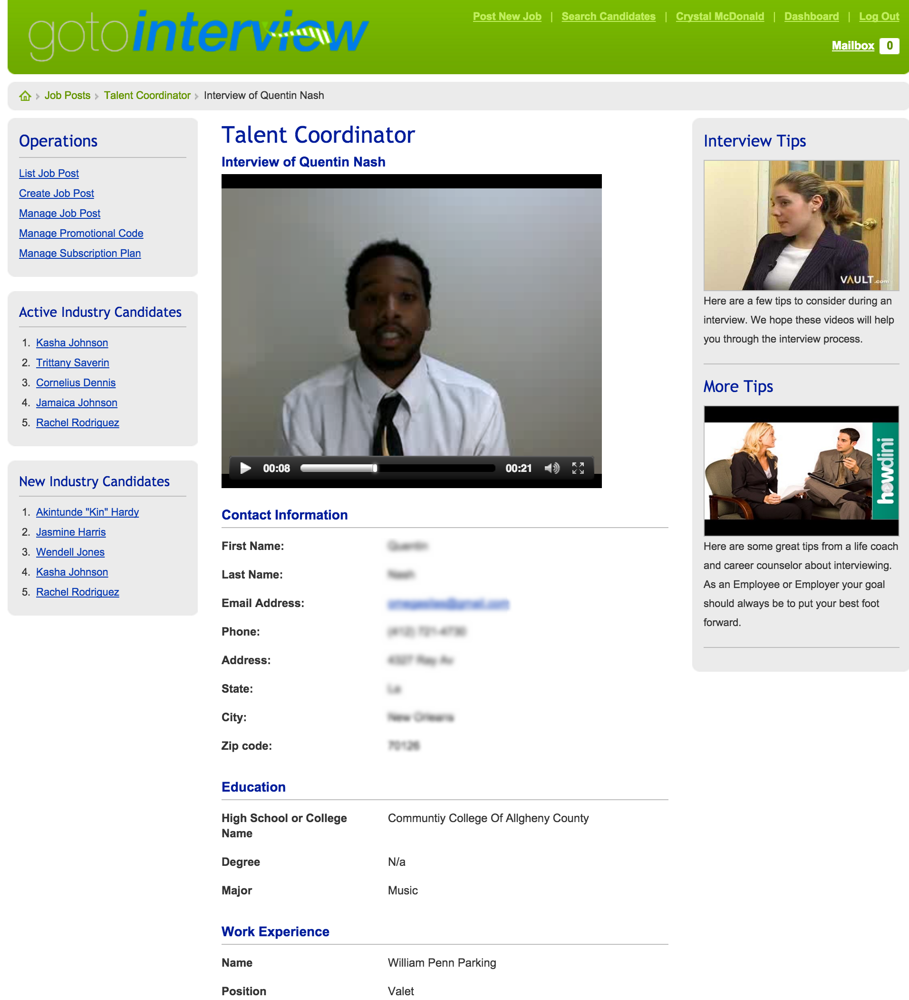 gotointerview
Post New Job | Search Candidates | Crystal McDonald | Dashboard | Log Out
Mailbox 0
Job Posts Talent Coordinator Interview of Quentin Nash
Operations
List Job Post
Create Job Post
Manage Job Post
Manage Promotional Code
Manage Subscription Plan
Active Industry Candidates
1. Kasha Johnson
2. Trittany Saverin
3. Cornelius Dennis
4. Jamaica Johnson
5. Rachel Rodriguez
New Industry Candidates
1. Akintunde "Kin" Hardy
2. Jasmine Harris
3. Wendell Jones
4. Kasha Johnson
5. Rachel Rodriguez
Talent Coordinator
Interview of Quentin Nash
00:08 00:21
Contact Information
First Name:
Last Name:
Email Address:
Phone:
Address:
State:
City:
Zip code:
Education
High School or College
Name
Communtiy College Of Allgheny County
Degree N/a
Major Music
Work Experience
Name William Penn Parking
Position Valet
Interview Tips
VAULT.com
Here are a few tips to consider during an
interview. We hope these videos will help
you through the interview process.
More Tips
howdini
Here are some great tips from a life coach
and career counselor about interviewing.
As an Employee or Employer your goal
should always be to put your best foot
forward.